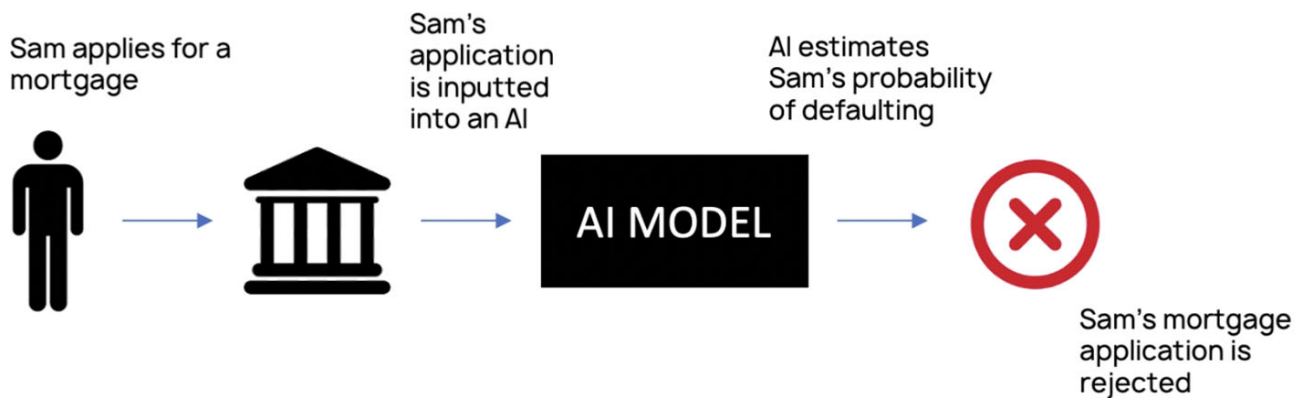 Sam applies for a
mortgage
Sam's
application
is inputted
into an AI
AI MODEL
AI estimates
Sam's probability
of defaulting
Sam's mortgage
application is
rejected